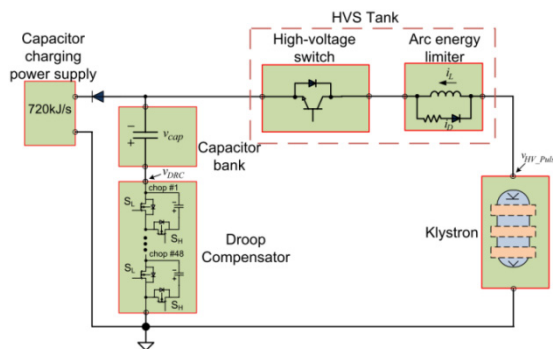 HVS Tank
Capacitor
charging
power supply
High-voltage
switch
Arc energy
limiter
720kJ/s
i_L
i_D
v_cap
Capacitor
bank
v_DRC
v_HV_Puls
chop #1
S_L
S_H
Droop
Compensator
chop #48
S_L
S_H
Klystron
K